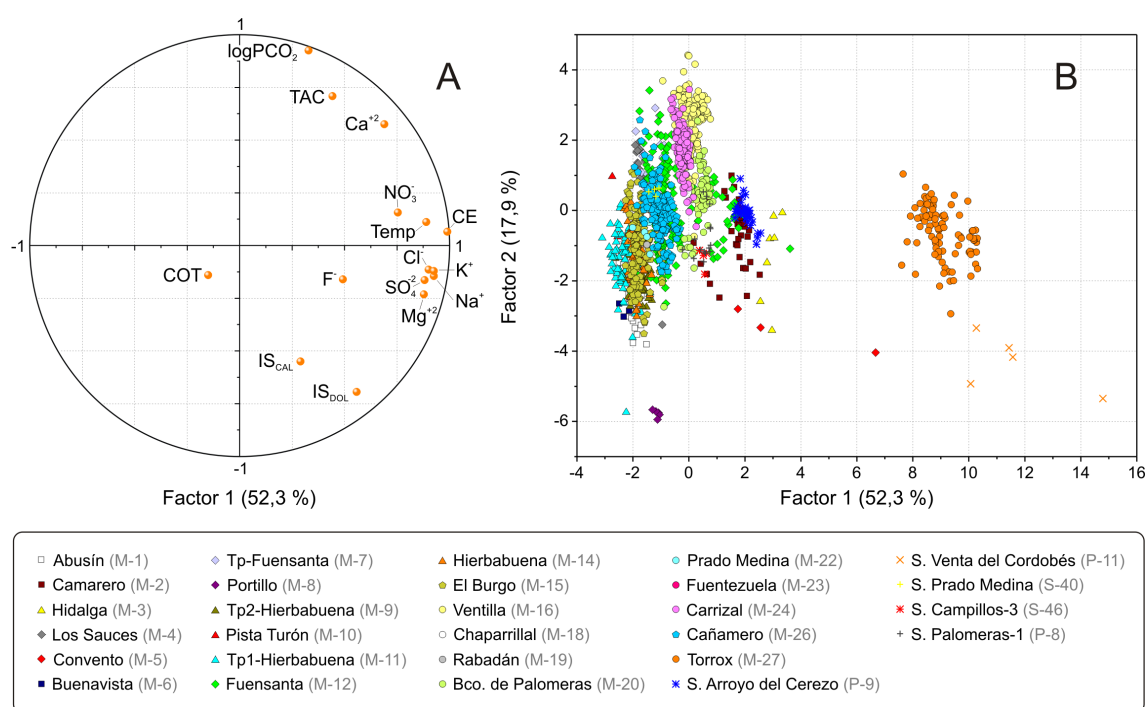 A
1
logPCO2
TAC
Ca+2
NO3-
CE
Temp
-1
1
Cl-
K+
COT
F-
SO4-2
Na+
Mg+2
ISCAL
ISDOL
-1
Factor 1 (52,3 %)
B
Factor 2 (17,9 %)
4
2
0
-2
-4
-6
-4 -2 0 2 4 6 8 10 12 14 16
Factor 1 (52,3 %)
Abusín (M-1)
Camarero (M-2)
Hidalga (M-3)
Los Sauces (M-4)
Convento (M-5)
Buenavista (M-6)
Tp-Fuensanta (M-7)
Portillo (M-8)
Tp2-Hierbabuena (M-9)
Pista Turón (M-10)
Tp1-Hierbabuena (M-11)
Fuensanta (M-12)
Hierbabuena (M-14)
El Burgo (M-15)
Ventilla (M-16)
Chaparrillal (M-18)
Rabadán (M-19)
Bco. de Palomeras (M-20)
Prado Medina (M-22)
Fuentezuela (M-23)
Carrizal (M-24)
Cañamero (M-26)
Torrox (M-27)
S. Arroyo del Cerezo (P-9)
S. Venta del Cordobés (P-11)
S. Prado Medina (S-40)
S. Campillos-3 (S-46)
S. Palomeras-1 (P-8)